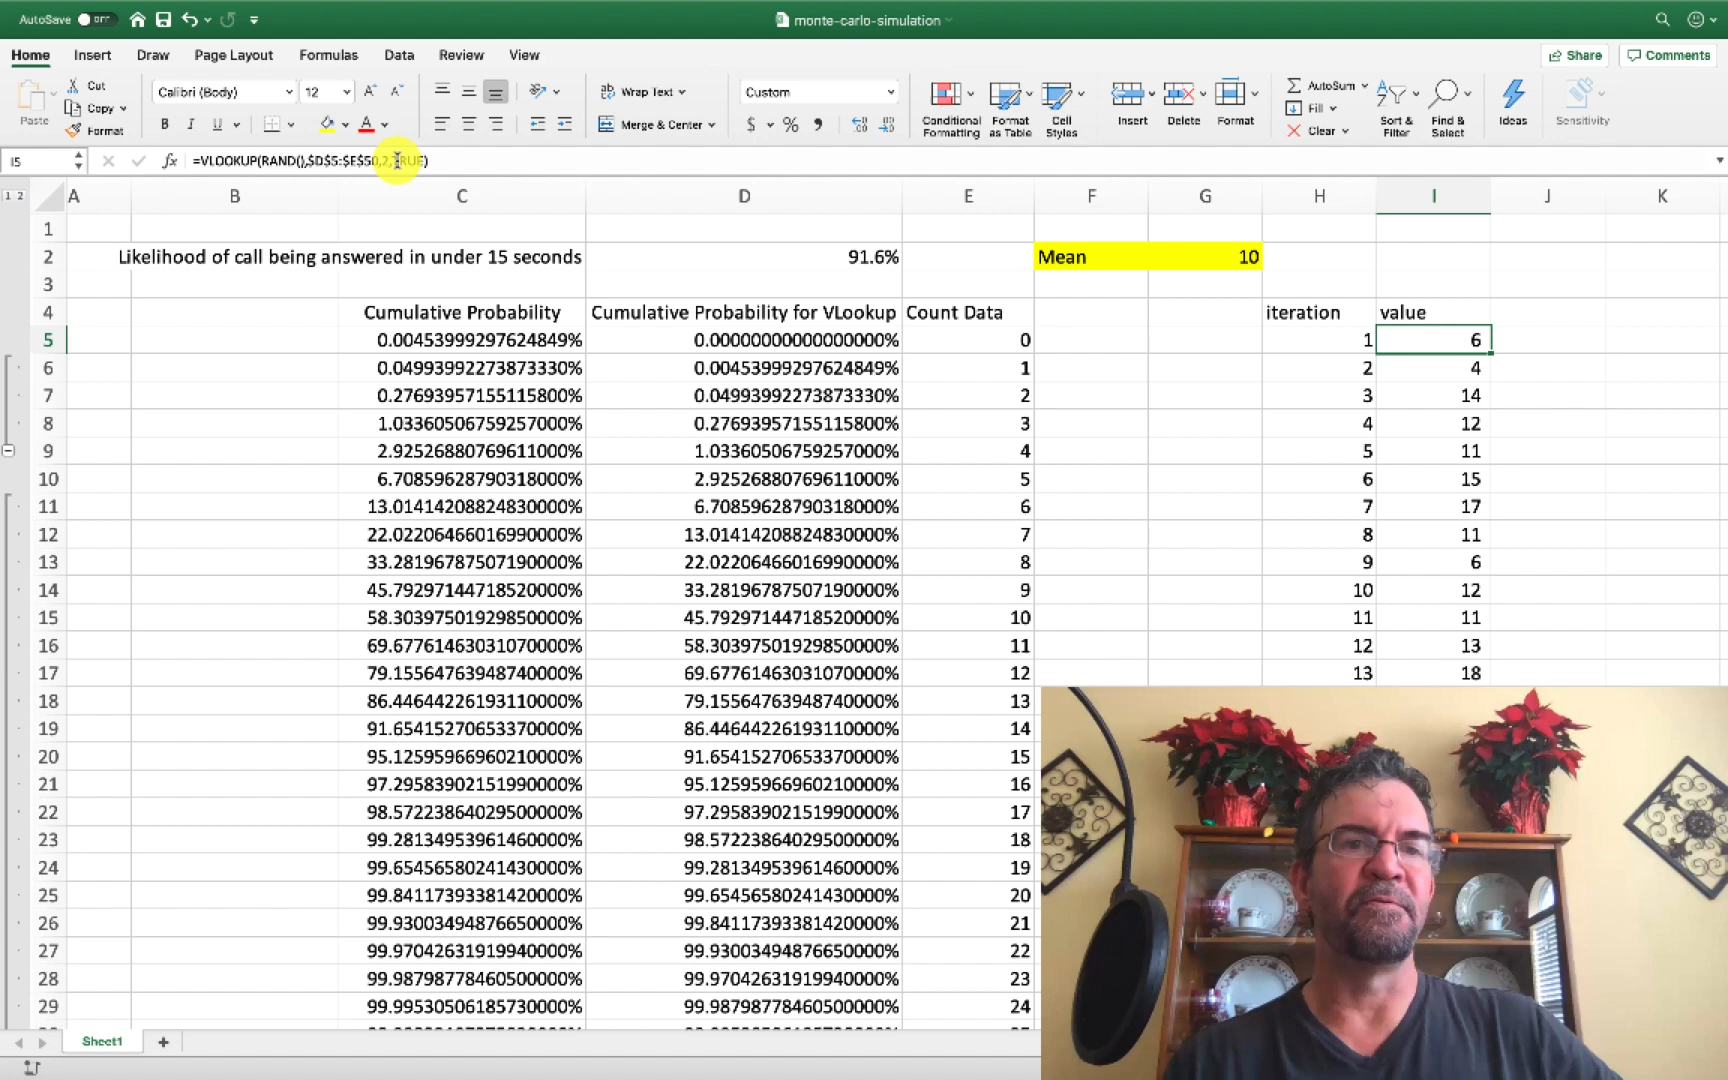 AutoSave OFF monte-carlo-simulation
Home Insert Draw Page Layout Formulas Data Review View Share Comments
Cut Calibri (Body) 12 Wrap Text Custom AutoSum
Copy Fill
Paste Format B I U A Merge & Center $ % Conditional Formatting Format as Table Cell Styles Insert Delete Format Clear Sort & Filter Find & Select Ideas Sensitivity
I5 fx =VLOOKUP(RAND(),$D$5:$E$50,2,TRUE)
1 2 A B C D E F G H I J K
1
2 Likelihood of call being answered in under 15 seconds 91.6% Mean 10
3
4 Cumulative Probability Cumulative Probability for VLookup Count Data iteration value
5 0.00453999297624849% 0.00000000000000000% 0 1 6
6 0.04993992273873330% 0.00453999297624849% 1 2 4
7 0.27693957155115800% 0.04993992273873330% 2 3 14
8 1.03360506759257000% 0.27693957155115800% 3 4 12
9 2.92526880769611000% 1.03360506759257000% 4 5 11
10 6.70859628790318000% 2.92526880769611000% 5 6 15
11 13.01414208824830000% 6.70859628790318000% 6 7 17
12 22.02206466016990000% 13.01414208824830000% 7 8 11
13 33.28196787507190000% 22.02206466016990000% 8 9 6
14 45.79297144718520000% 33.28196787507190000% 9 10 12
15 58.30397501929850000% 45.79297144718520000% 10 11 11
16 69.67761463031070000% 58.30397501929850000% 11 12 13
17 79.15564763948740000% 69.67761463031070000% 12 13 18
18 86.44644226193110000% 79.15564763948740000% 13
19 91.65415270653370000% 86.44644226193110000% 14
20 95.12595966960210000% 91.65415270653370000% 15
21 97.29583902151990000% 95.12595966960210000% 16
22 98.57223864029500000% 97.29583902151990000% 17
23 99.28134953961460000% 98.57223864029500000% 18
24 99.65456580241430000% 99.28134953961460000% 19
25 99.84117393381420000% 99.65456580241430000% 20
26 99.93003494876650000% 99.84117393381420000% 21
27 99.97042631919940000% 99.93003494876650000% 22
28 99.98798778460500000% 99.97042631919940000% 23
29 99.99530506185730000% 99.98798778460500000% 24
Sheet1